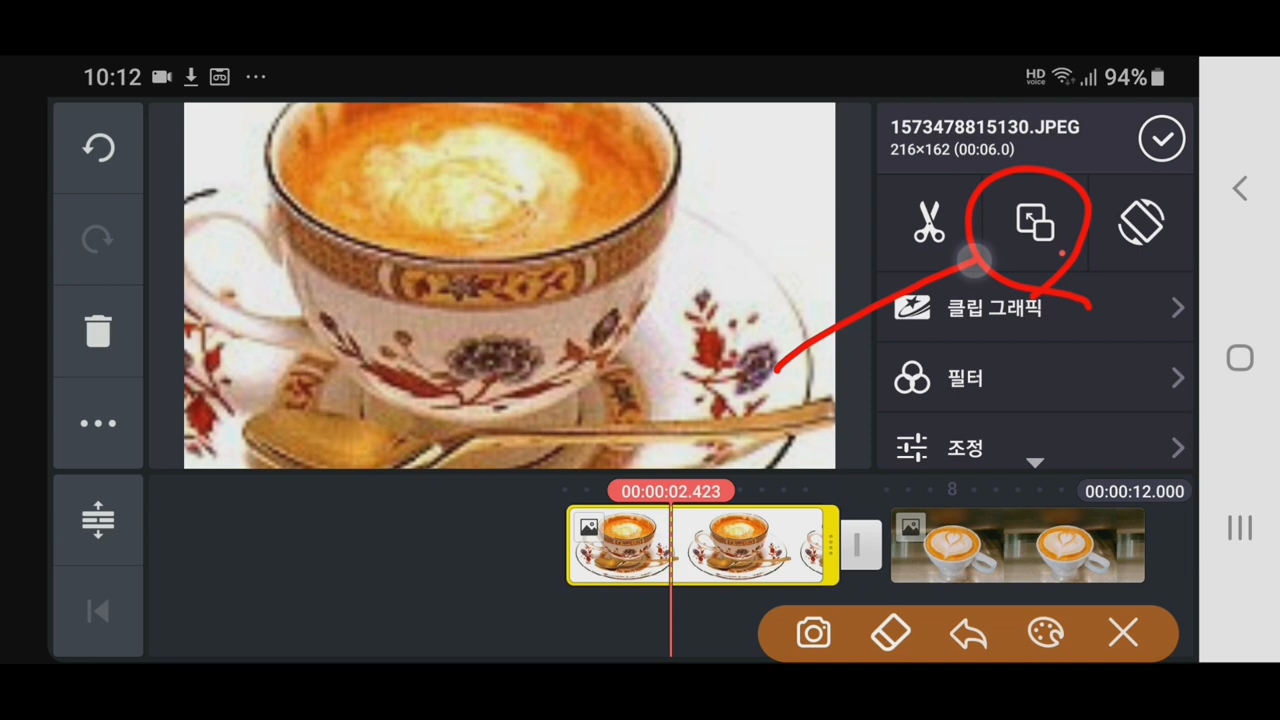 10:12 ... HD voice 94%
1573478815130.JPEG
216×162 (00:06.0)
클립 그래픽
필터
조정
00:00:02.423 8 00:00:12.000